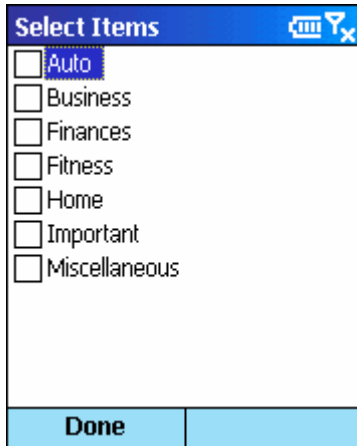 Select Items
Auto
Business
Finances
Fitness
Home
Important
Miscellaneous
Done